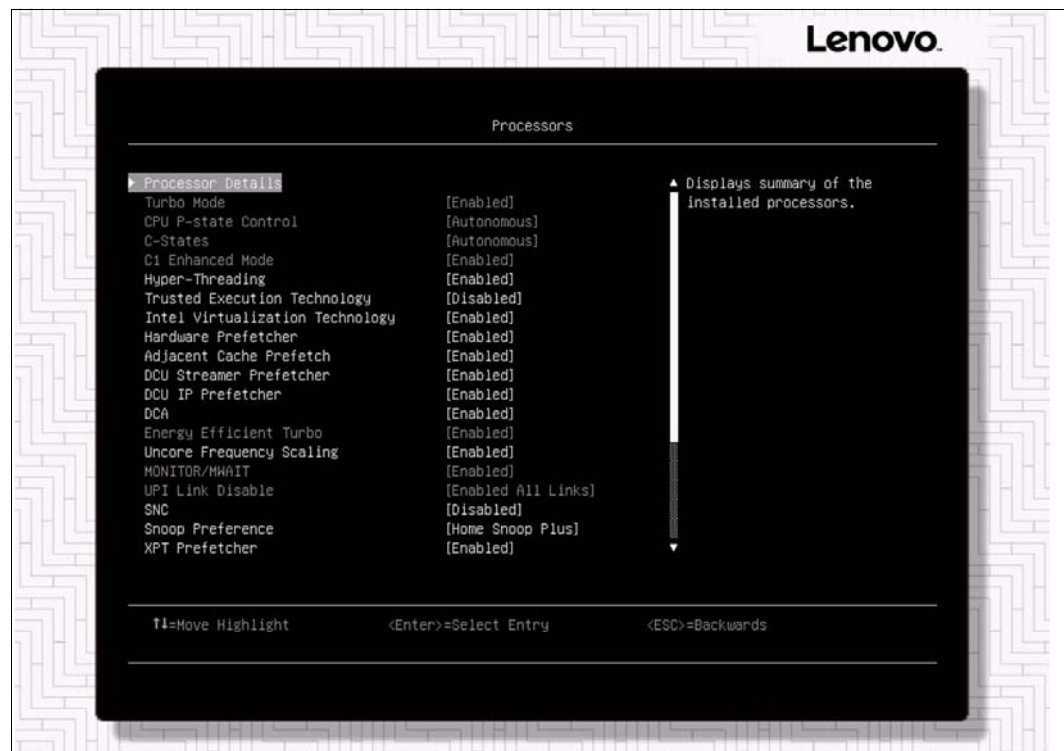 Lenovo™
Processors
Processor Details
Turbo Mode [Enabled]
CPU P-state Control [Autonomous]
C-States [Autonomous]
C1 Enhanced Mode [Enabled]
Hyper-Threading [Enabled]
Trusted Execution Technology [Disabled]
Intel Virtualization Technology [Enabled]
Hardware Prefetcher [Enabled]
Adjacent Cache Prefetch [Enabled]
DCU Streamer Prefetcher [Enabled]
DCU IP Prefetcher [Enabled]
DCA [Enabled]
Energy Efficient Turbo [Enabled]
Uncore Frequency Scaling [Enabled]
MONITOR/MWAIT [Enabled]
UPI Link Disable [Enabled All Links]
SNC [Disabled]
Snoop Preference [Home Snoop Plus]
XPT Prefetcher [Enabled]
Displays summary of the
installed processors.
↑↓=Move Highlight <Enter>=Select Entry <ESC>=Backwards